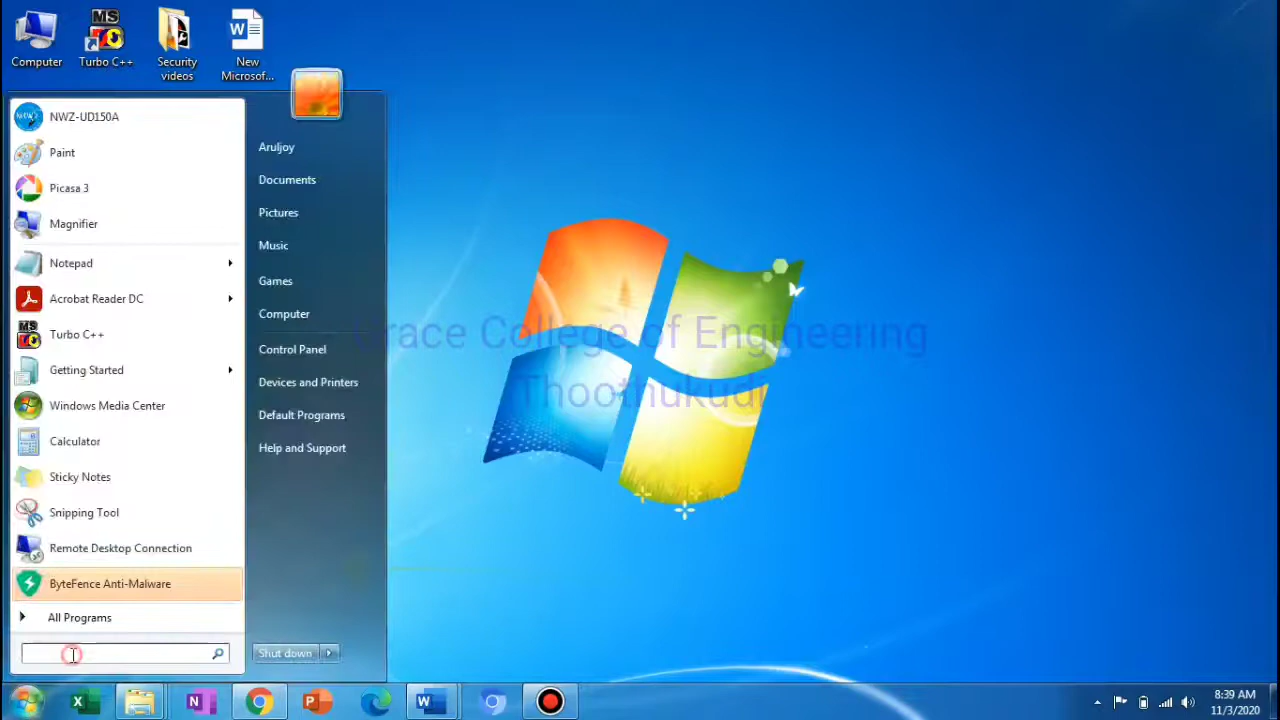 Computer
Turbo C++
Security
videos
New
Microsof...
NWZ-UD150A
Paint
Picasa 3
Magnifier
Notepad
Acrobat Reader DC
Turbo C++
Getting Started
Windows Media Center
Calculator
Sticky Notes
Snipping Tool
Remote Desktop Connection
ByteFence Anti-Malware
All Programs
Aruljoy
Documents
Pictures
Music
Games
Computer
Control Panel
Devices and Printers
Default Programs
Help and Support
Shut down
Grace College of Engineering
Thoothukudi
8:39 AM
11/3/2020